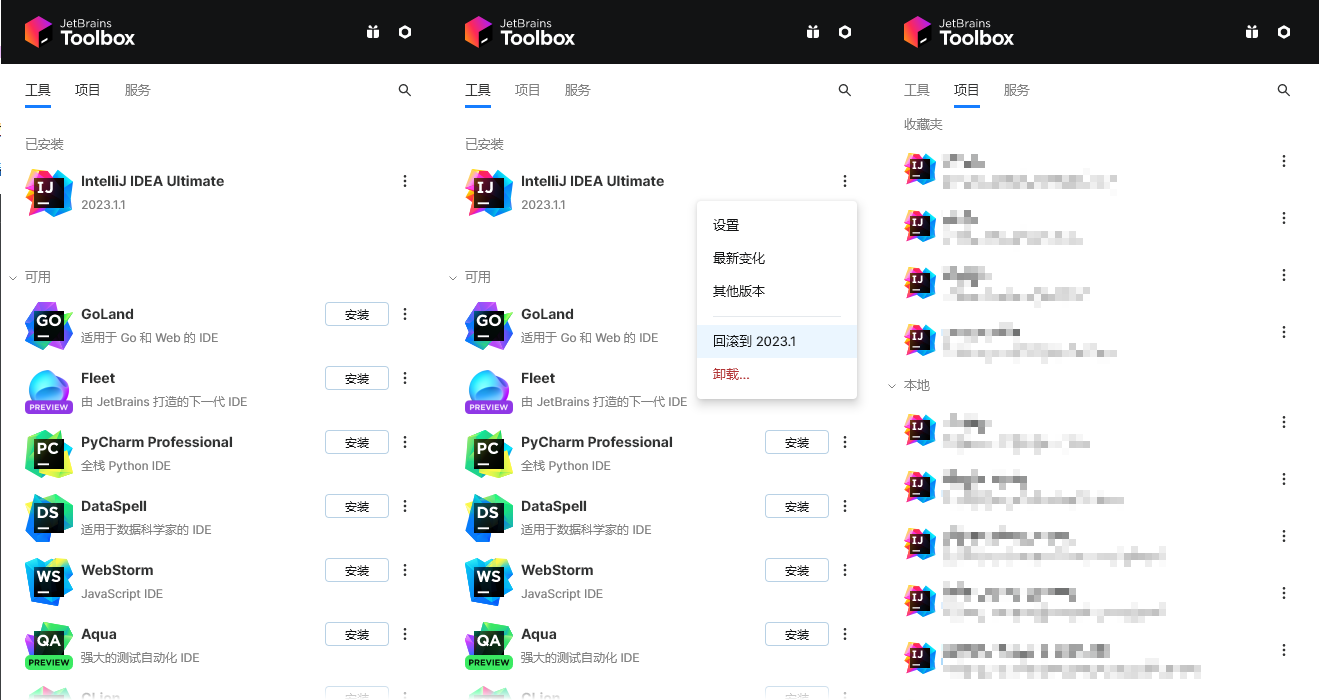 JetBrains
Toolbox
工具 项目 服务
已安装
IJ
IntelliJ IDEA Ultimate
2023.1.1
可用
GO
GoLand
适用于 Go 和 Web 的 IDE
安装
PREVIEW
Fleet
由 JetBrains 打造的下一代 IDE
安装
PC
PyCharm Professional
全栈 Python IDE
安装
DS
DataSpell
适用于数据科学家的 IDE
安装
WS
WebStorm
JavaScript IDE
安装
QA
PREVIEW
Aqua
强大的测试自动化 IDE
安装
CLion
安装
JetBrains
Toolbox
工具 项目 服务
已安装
IJ
IntelliJ IDEA Ultimate
2023.1.1
设置
最新变化
其他版本
回滚到 2023.1
卸载...
可用
GO
GoLand
适用于 Go 和 Web 的 IDE
PREVIEW
Fleet
由 JetBrains 打造的下一代 IDE
PC
PyCharm Professional
全栈 Python IDE
安装
DS
DataSpell
适用于数据科学家的 IDE
安装
WS
WebStorm
JavaScript IDE
安装
QA
PREVIEW
Aqua
强大的测试自动化 IDE
安装
CLion
安装
JetBrains
Toolbox
工具 项目 服务
收藏夹
IJ
IJ
IJ
IJ
本地
IJ
IJ
IJ
IJ
IJ